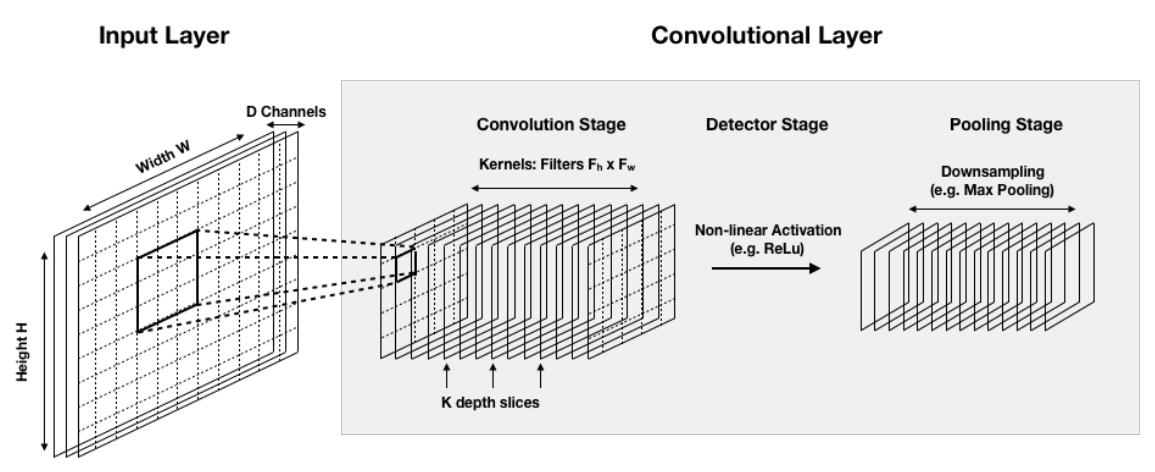 Input Layer
Convolutional Layer
D Channels
Width W
Height H
Convolution Stage
Kernels: Filters Fₕ x F_w
K depth slices
Detector Stage
Non-linear Activation
(e.g. ReLu)
Pooling Stage
Downsampling
(e.g. Max Pooling)